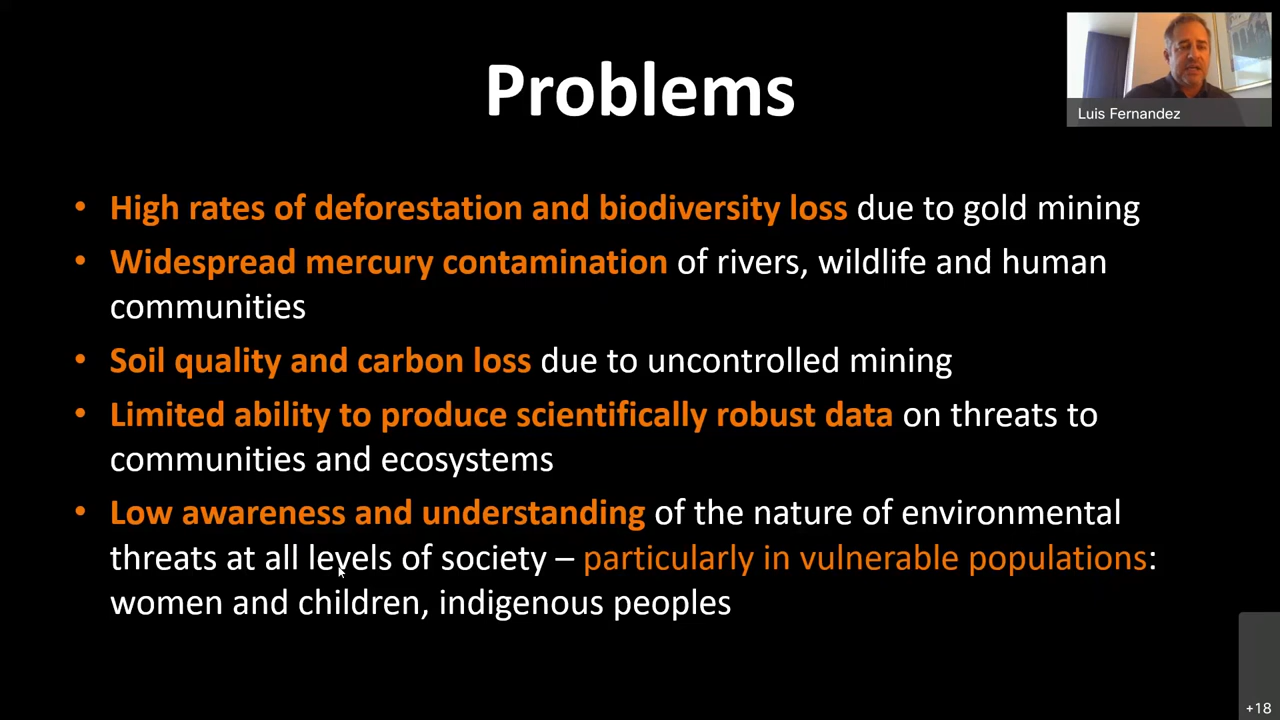 Problems
Luis Fernandez
• High rates of deforestation and biodiversity loss due to gold mining
• Widespread mercury contamination of rivers, wildlife and human
communities
• Soil quality and carbon loss due to uncontrolled mining
• Limited ability to produce scientifically robust data on threats to
communities and ecosystems
• Low awareness and understanding of the nature of environmental
threats at all levels of society – particularly in vulnerable populations:
women and children, indigenous peoples
+18